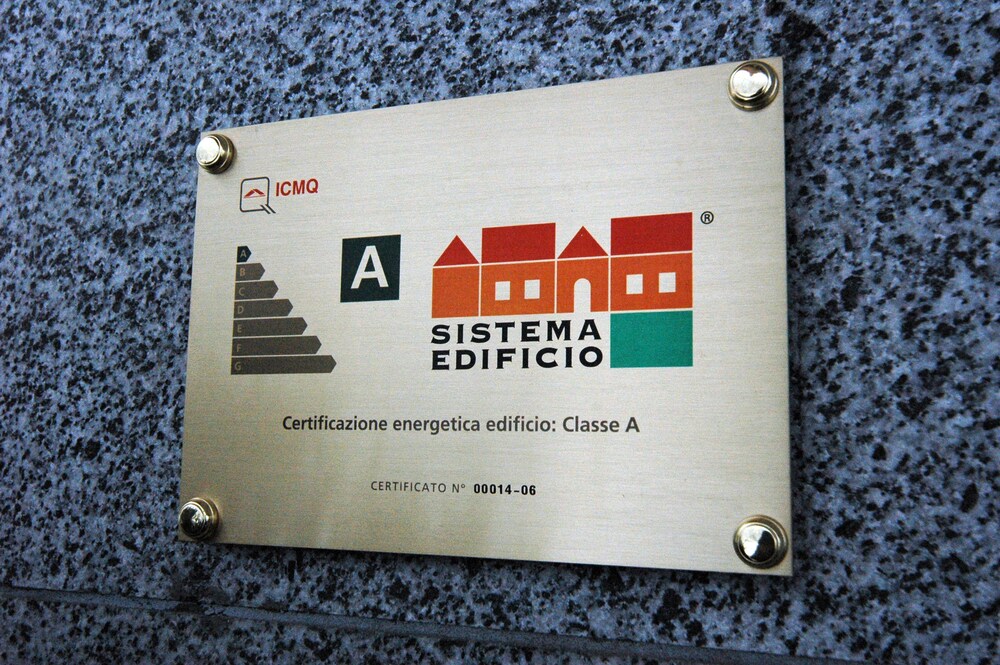 ICMQ
A
B
C
D
E
F
G
A
®
SISTEMA
EDIFICIO
Certificazione energetica edificio: Classe A
CERTIFICATO N° 00014-06